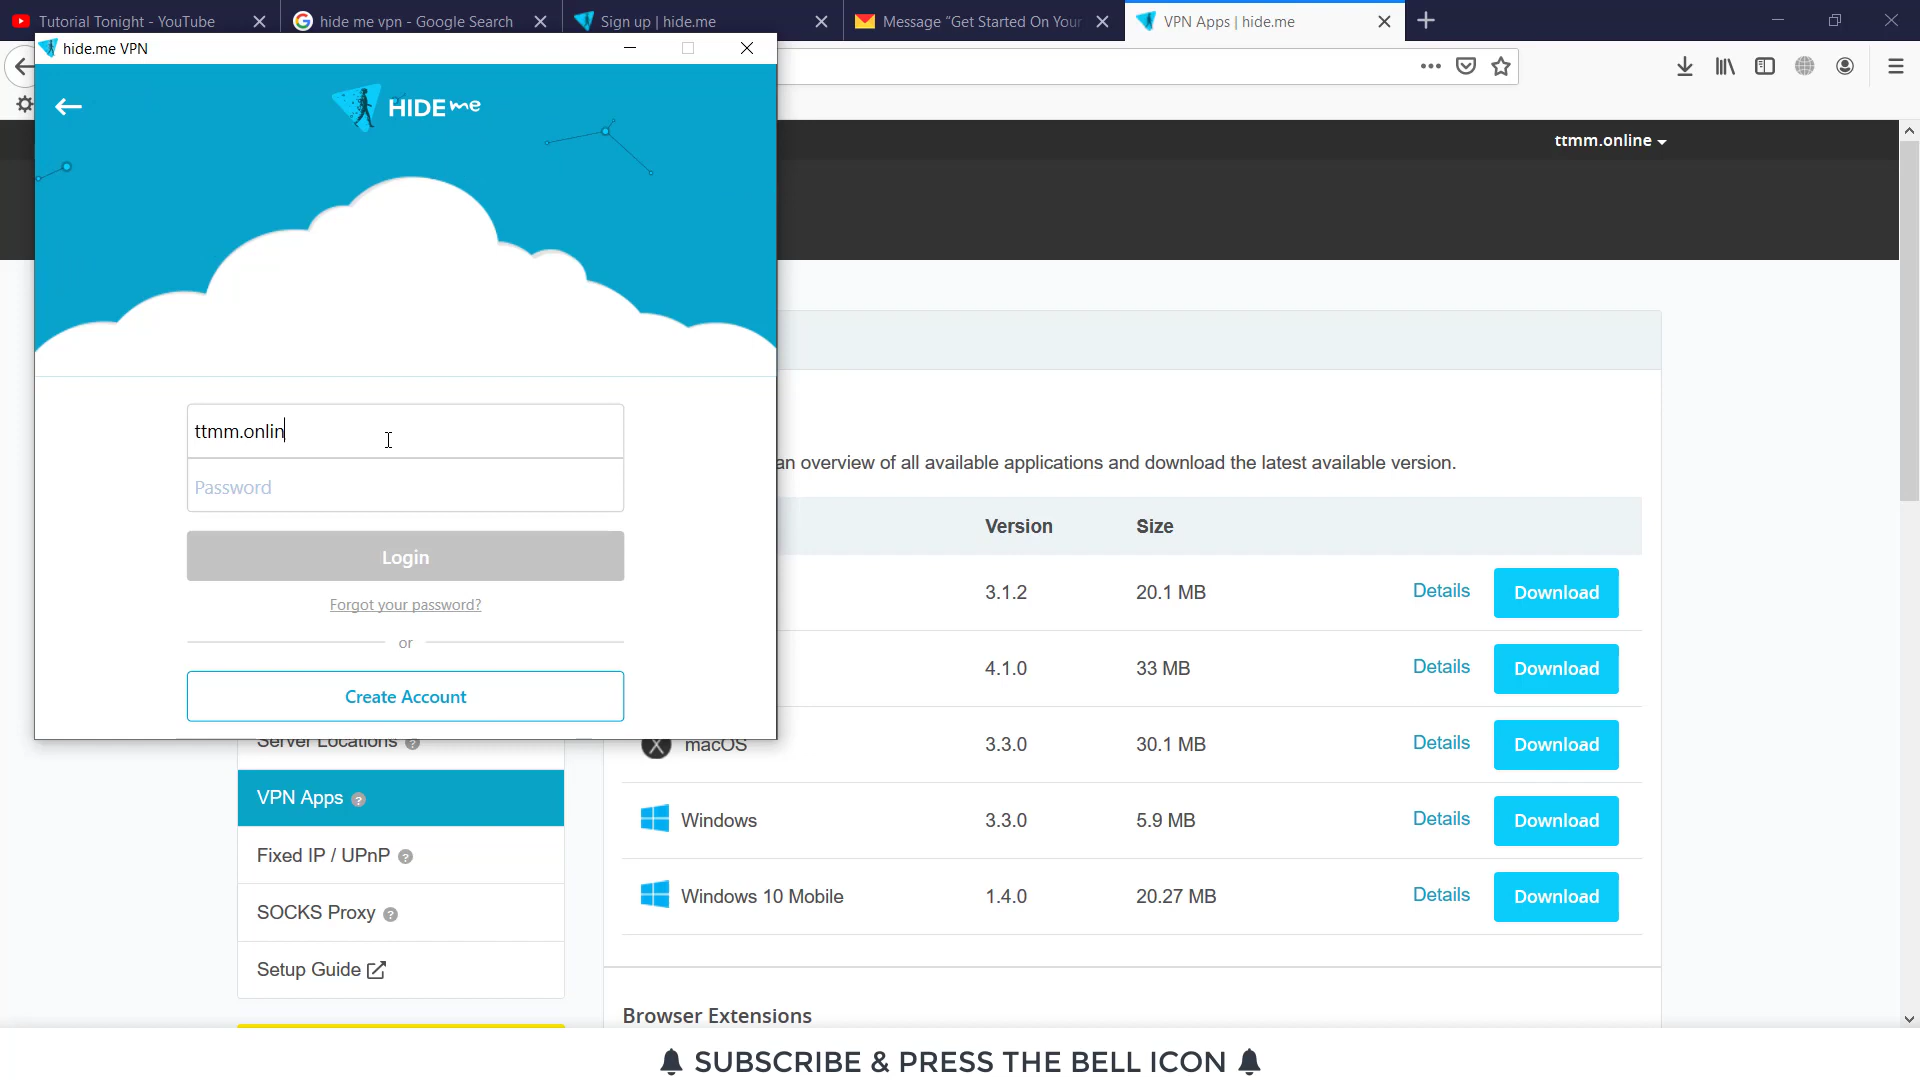 Tutorial Tonight - YouTube
hide me vpn - Google Search
Sign up | hide.me
Message "Get Started On Your
VPN Apps | hide.me
hide.me VPN
HIDE me
ttmm.online
ttmm.onlin
Password
Login
Forgot your password?
or
Create Account
an overview of all available applications and download the latest available version.
Version Size
3.1.2 20.1 MB Details Download
4.1.0 33 MB Details Download
macOS 3.3.0 30.1 MB Details Download
Windows 3.3.0 5.9 MB Details Download
Windows 10 Mobile 1.4.0 20.27 MB Details Download
Server Locations ?
VPN Apps ?
Fixed IP / UPnP ?
SOCKS Proxy ?
Setup Guide
Browser Extensions
SUBSCRIBE & PRESS THE BELL ICON